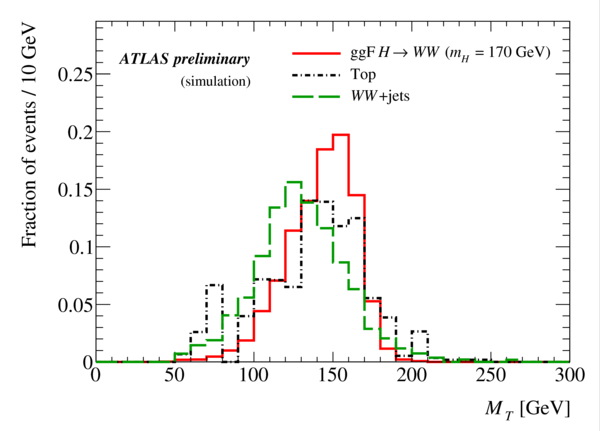 Fraction of events / 10 GeV
ATLAS preliminary
(simulation)
ggF H → WW (m_H = 170 GeV)
Top
WW+jets
0.25
0.2
0.15
0.1
0.05
0
0 50 100 150 200 250 300
M_T [GeV]